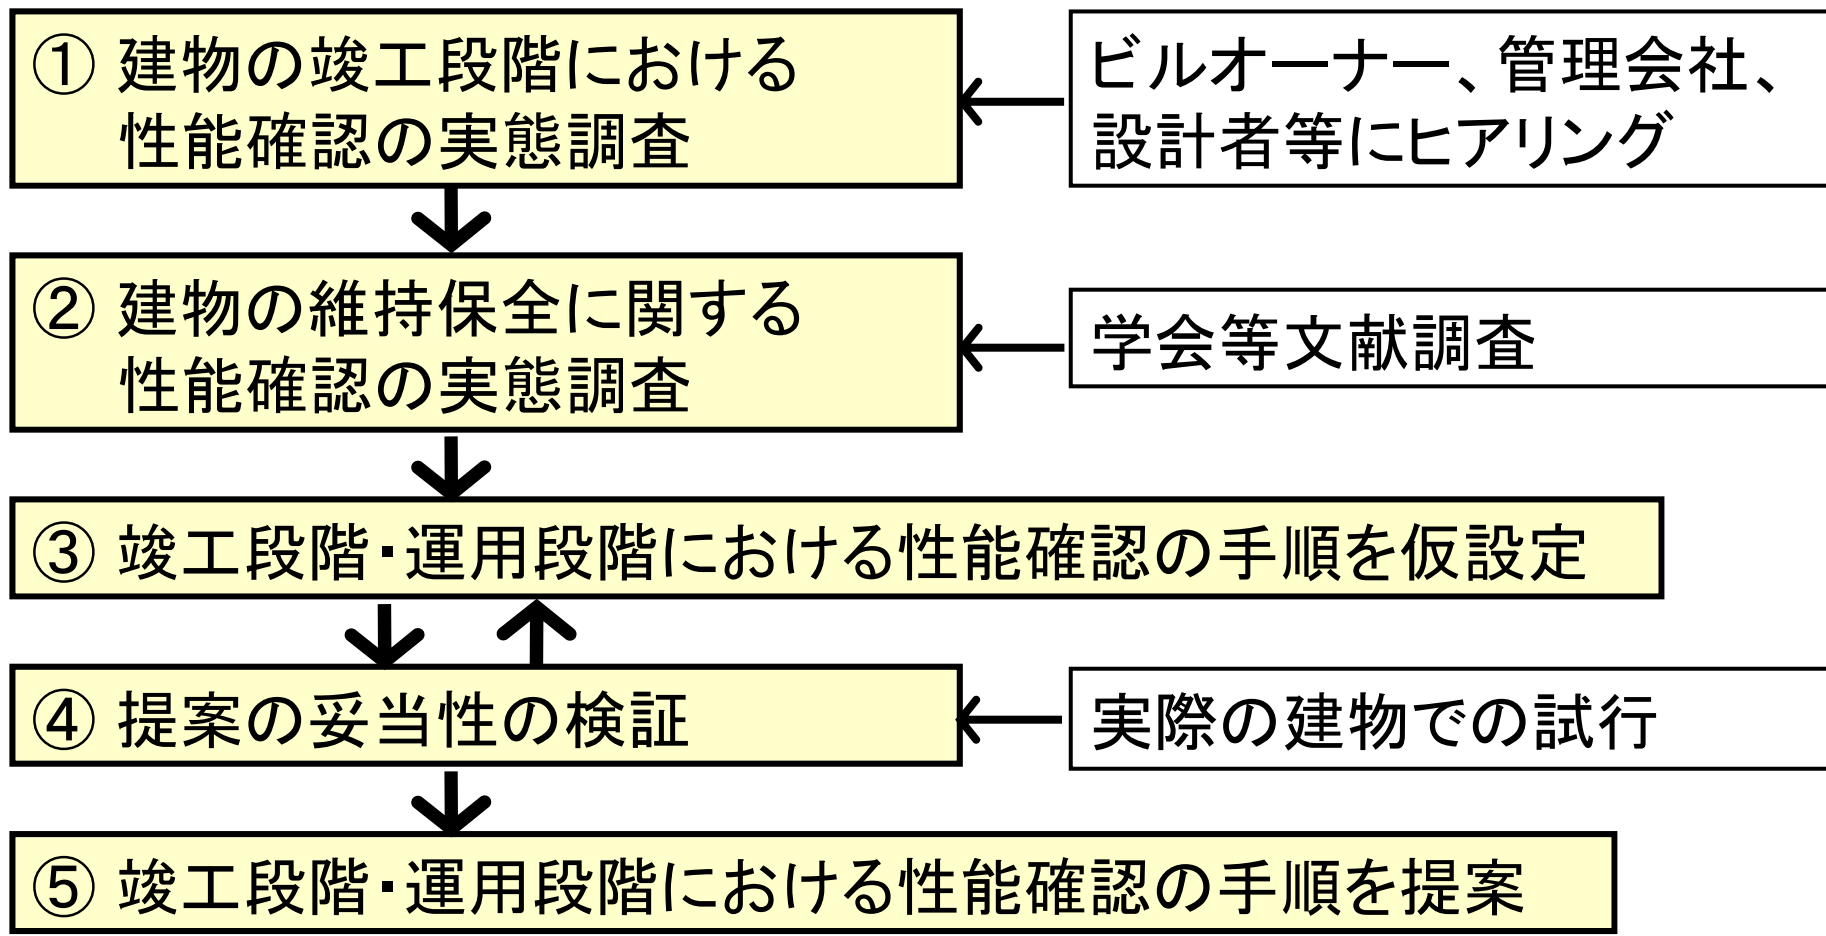 ① 建物の竣工段階における
性能確認の実態調査
ビルオーナー、管理会社、
設計者等にヒアリング
② 建物の維持保全に関する
性能確認の実態調査
学会等文献調査
③ 竣工段階・運用段階における性能確認の手順を仮設定
④ 提案の妥当性の検証
実際の建物での試行
⑤ 竣工段階・運用段階における性能確認の手順を提案